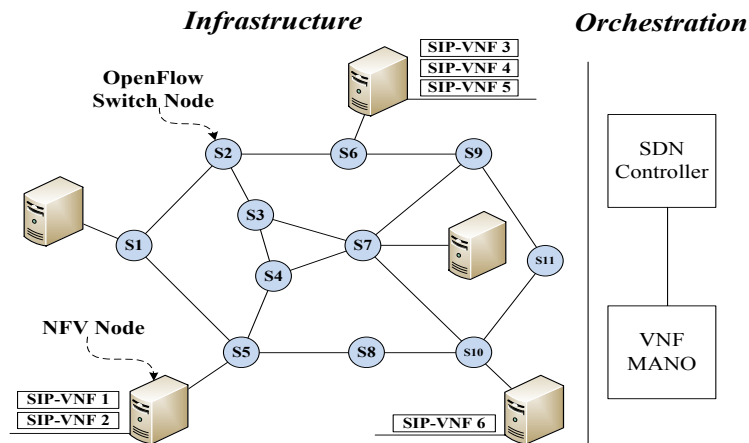 Infrastructure
Orchestration
SIP-VNF 3
SIP-VNF 4
SIP-VNF 5
OpenFlow
Switch Node
S2
S6
S9
SDN
Controller
S3
S1
S7
S4
S11
NFV Node
VNF
MANO
S5
S8
S10
SIP-VNF 1
SIP-VNF 2
SIP-VNF 6